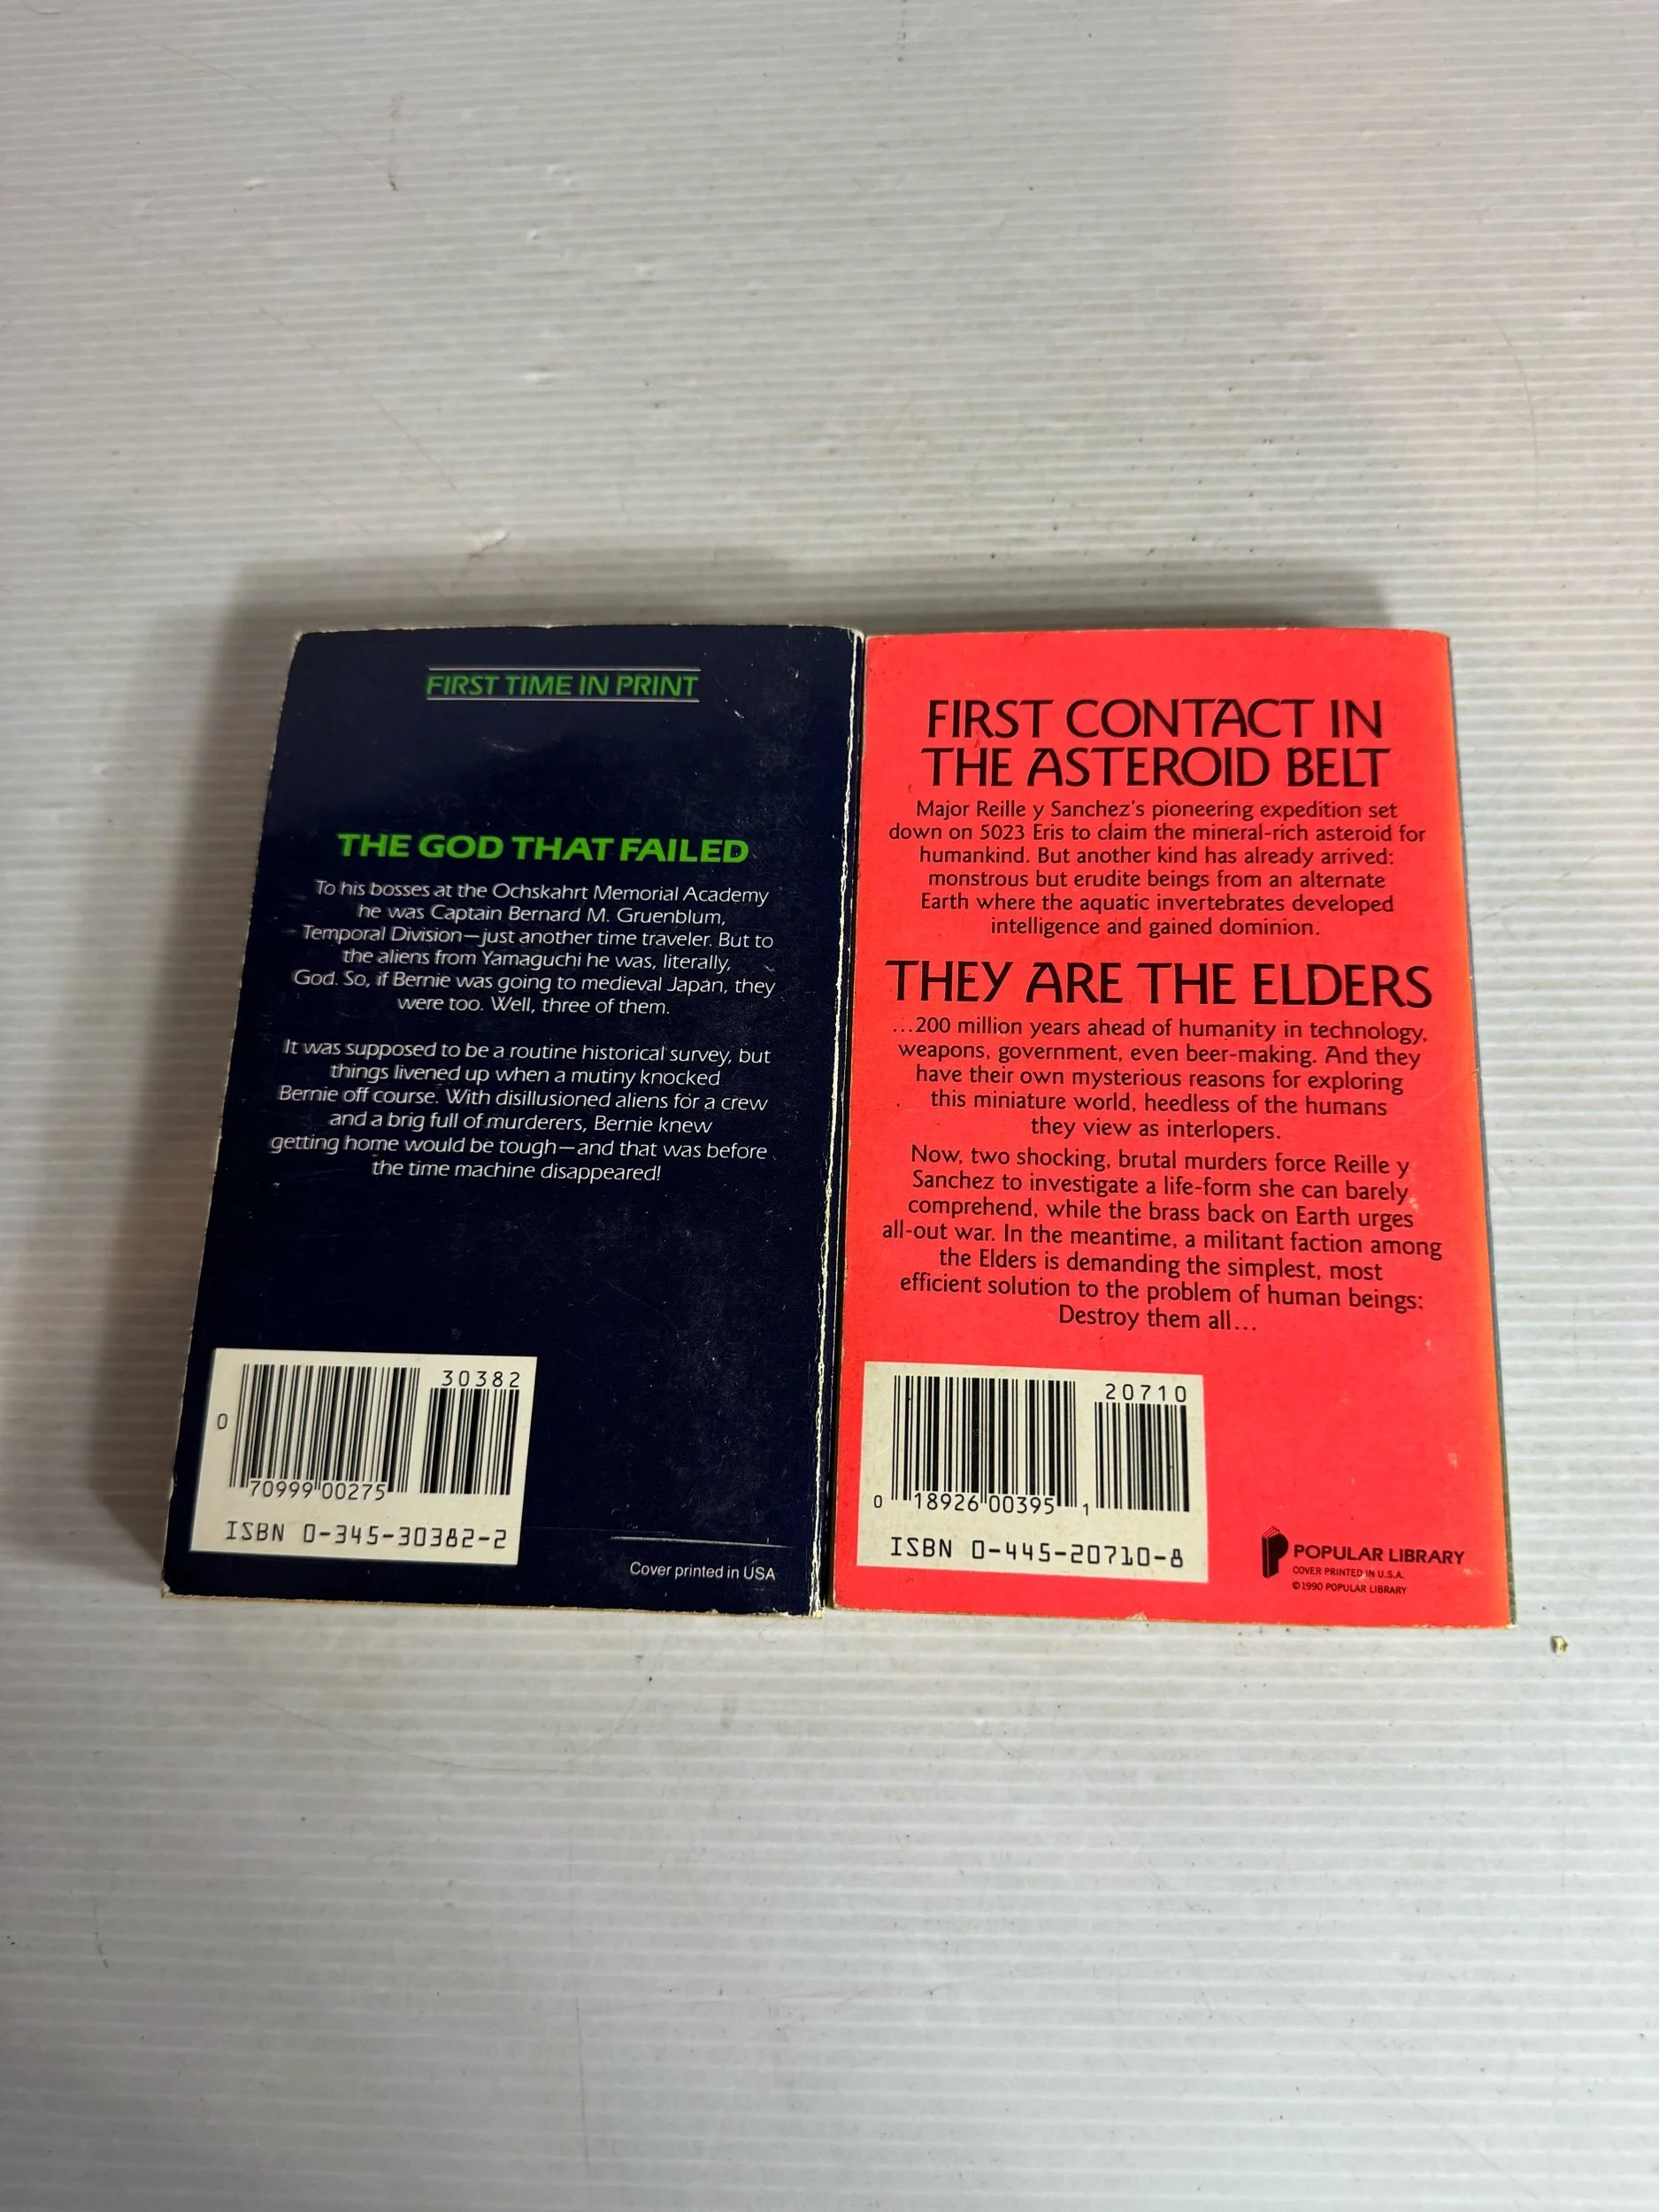 FIRST TIME IN PRINT
THE GOD THAT FAILED
To his bosses at the Ochskahrt Memorial Academy
he was Captain Bernard M. Gruenblum,
Temporal Division—just another time traveler. But to
the aliens from Yamaguchi he was, literally,
God. So, if Bernie was going to medieval Japan, they
were too. Well, three of them.
It was supposed to be a routine historical survey, but
things livened up when a mutiny knocked
Bernie off course. With disillusioned aliens for a crew
and a brig full of murderers, Bernie knew
getting home would be tough—and that was before
the time machine disappeared!
30382
0
70999 00275
ISBN 0-345-30382-2
Cover printed in USA
FIRST CONTACT IN
THE ASTEROID BELT
Major Reille y Sanchez's pioneering expedition set
down on 5023 Eris to claim the mineral-rich asteroid for
humankind. But another kind has already arrived:
monstrous but erudite beings from an alternate
Earth where the aquatic invertebrates developed
intelligence and gained dominion.
THEY ARE THE ELDERS
...200 million years ahead of humanity in technology,
weapons, government, even beer-making. And they
have their own mysterious reasons for exploring
this miniature world, heedless of the humans
they view as interlopers.
Now, two shocking, brutal murders force Reille y
Sanchez to investigate a life-form she can barely
comprehend, while the brass back on Earth urges
all-out war. In the meantime, a militant faction among
the Elders is demanding the simplest, most
efficient solution to the problem of human beings:
Destroy them all...
20710
0 18926 00395 1
ISBN 0-445-20710-8
POPULAR LIBRARY
COVER PRINTED IN U.S.A.
©1990 POPULAR LIBRARY